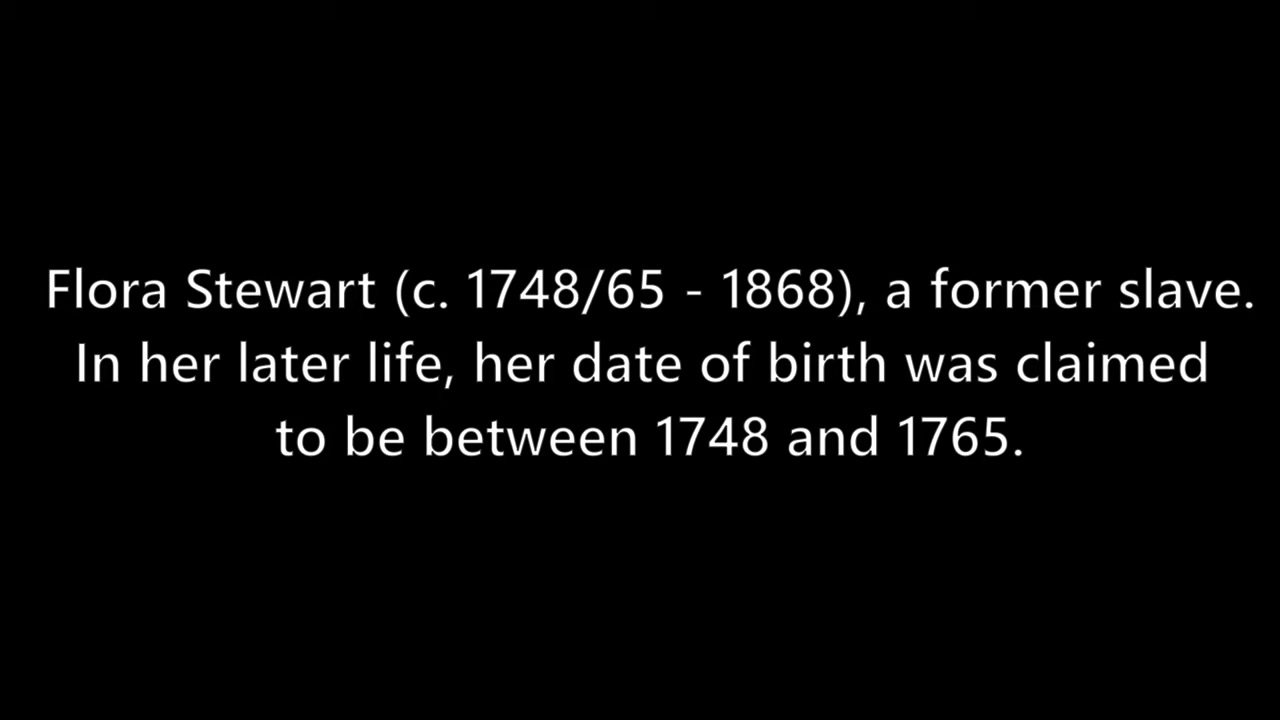 Flora Stewart (c. 1748/65 - 1868), a former slave.
In her later life, her date of birth was claimed
to be between 1748 and 1765.